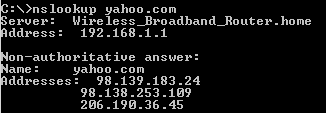 C:\>nslookup yahoo.com
Server:  Wireless_Broadband_Router.home
Address:  192.168.1.1

Non-authoritative answer:
Name:    yahoo.com
Addresses:  98.139.183.24
          98.138.253.109
          206.190.36.45